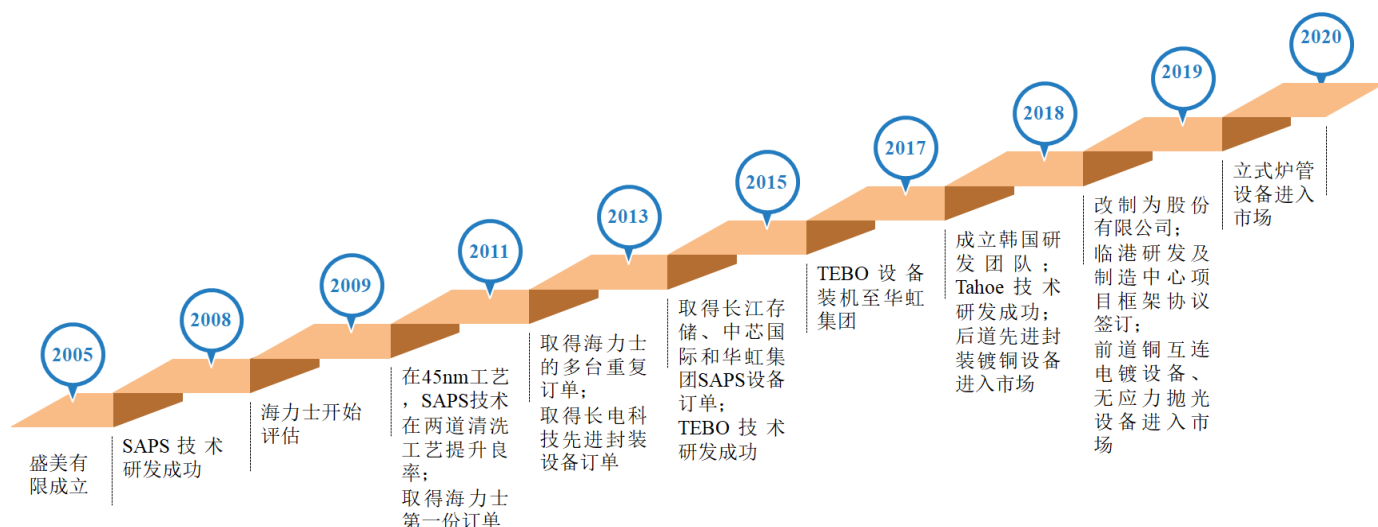 2005
盛美有
限成立
2008
SAPS 技术
研发成功
2009
海力士开始
评估
2011
在45nm工艺
，SAPS技术
在两道清洗
工艺提升良
率；
取得海力士
第一份订单
2013
取得海力士
的多台重复
订单；
取得长电科
技先进封装
设备订单
2015
取得长江存
储、中芯国
际和华虹集
团SAPS设备
订单；
TEBO 技术
研发成功
2017
TEBO 设备
装机至华虹
集团
2018
成立韩国研
发团队；
Tahoe 技术
研发成功；
后道先进封
装镀铜设备
进入市场
2019
改制为股份
有限公司；
临港研发及
制造中心项
目框架协议
签订；
前道铜互连
电镀设备、
无应力抛光
设备进入市
场
2020
立式炉管
设备进入
市场